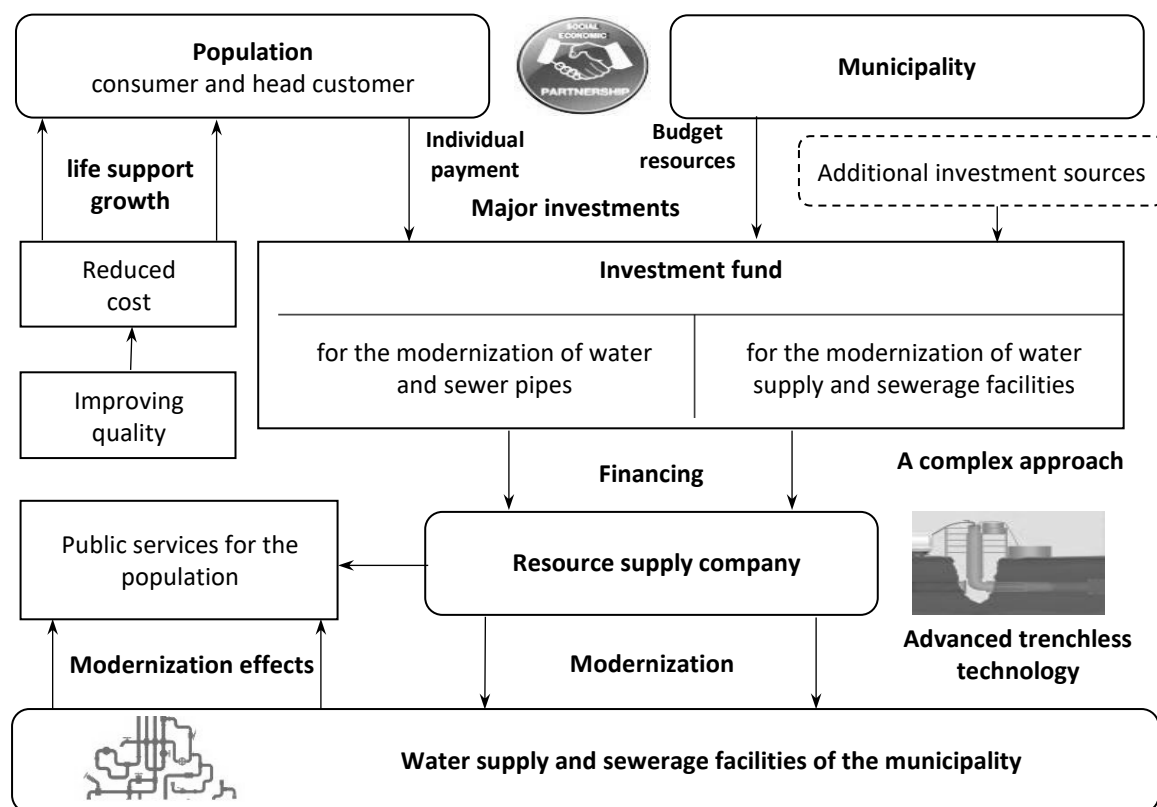 SOCIAL
ECONOMIC
PARTNERSHIP
Population
consumer and head customer
Municipality
Individual
payment
Budget
resources
life support
growth
Additional investment sources
Major investments
Reduced
cost
Investment fund
for the modernization of water
and sewer pipes
for the modernization of water
supply and sewerage facilities
Improving
quality
A complex approach
Financing
Public services for the
population
Resource supply company
Advanced trenchless
technology
Modernization effects
Modernization
Water supply and sewerage facilities of the municipality